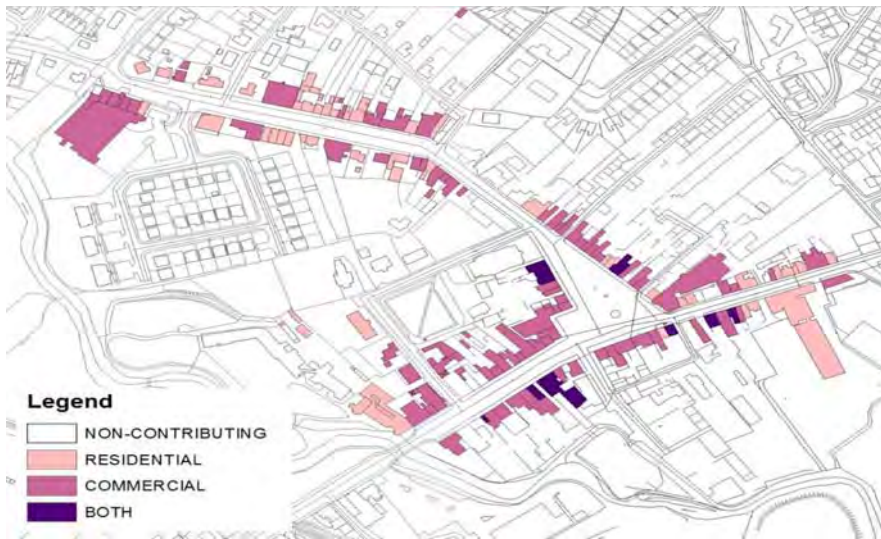 Legend
NON-CONTRIBUTING
RESIDENTIAL
COMMERCIAL
BOTH